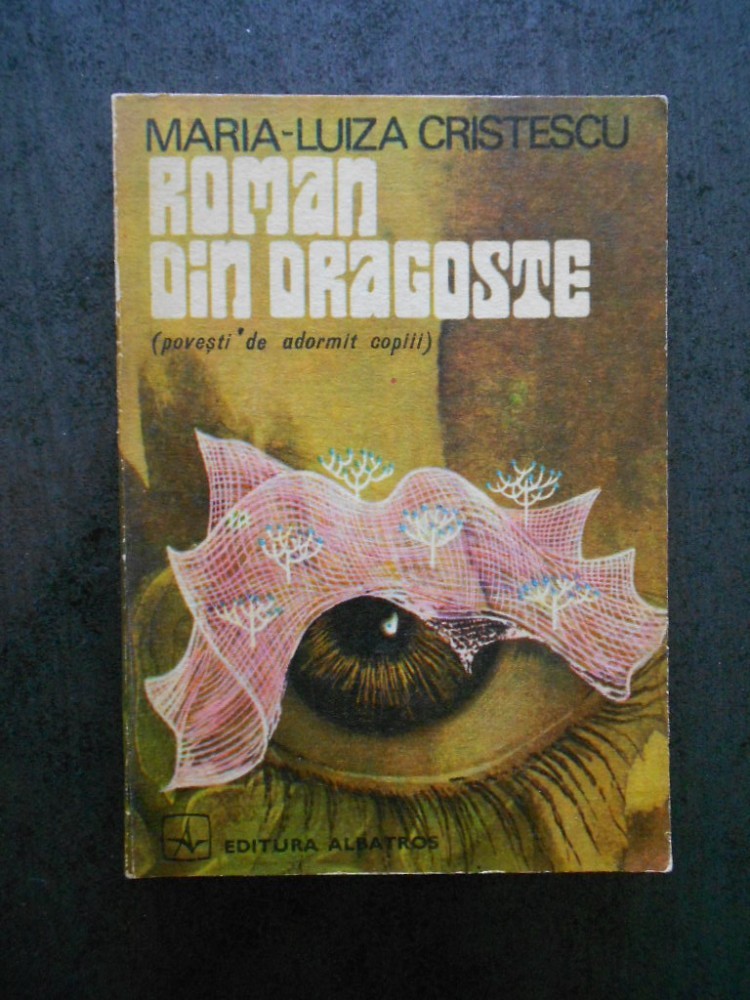 MARIA-LUIZA CRISTESCU
ROMAN
DIN DRAGOSTE
(povești de adormit copiii)
EDITURA ALBATROS